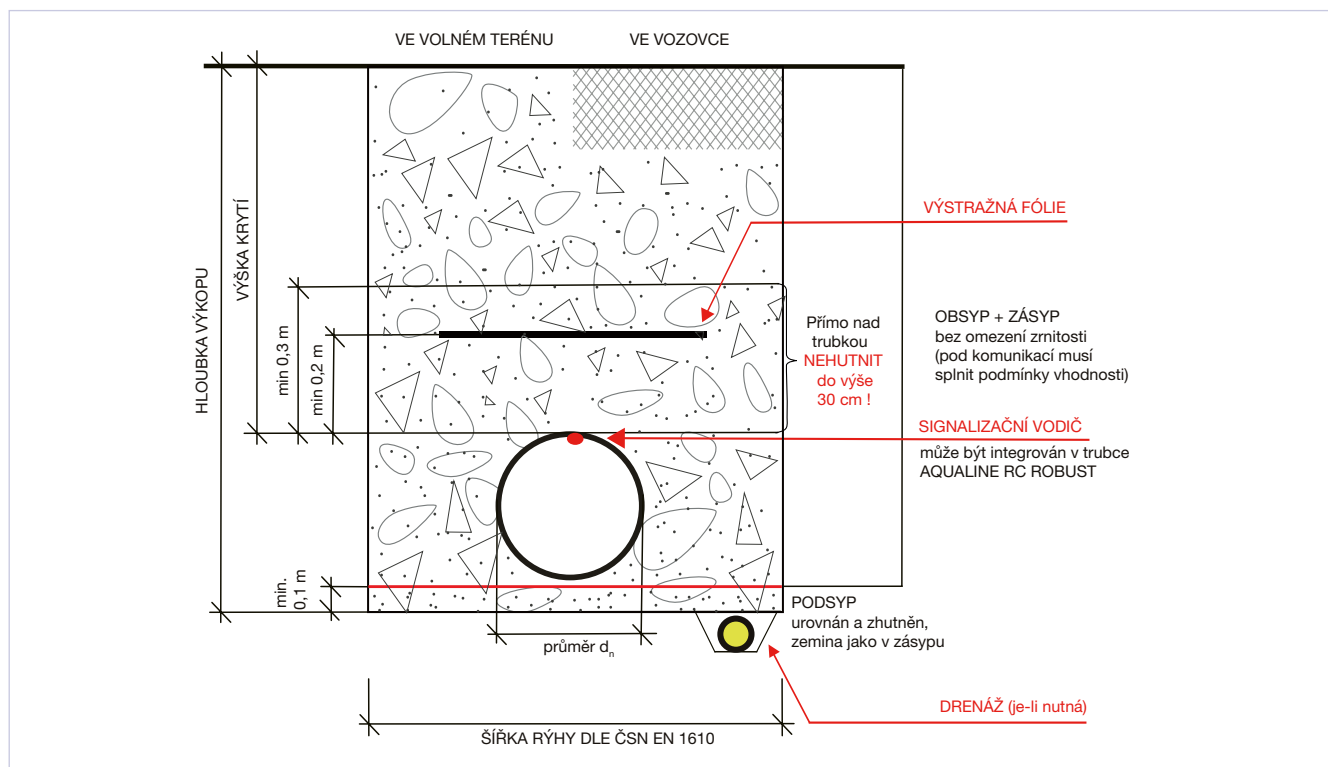 VE VOLNÉM TERÉNU
VE VOZOVCE
HLOUBKA VÝKOPU
VÝŠKA KRYTÍ
min 0,3 m
min 0,2 m
min.
0,1 m
VÝSTRAŽNÁ FÓLIE
Přímo nad
trubkou
NEHUTNIT
do výše
30 cm !
OBSYP + ZÁSYP
bez omezení zrnitosti
(pod komunikací musí
splnit podmínky vhodnosti)
SIGNALIZAČNÍ VODIČ
může být integrován v trubce
AQUALINE RC ROBUST
PODSYP
urovnán a zhutněn,
zemina jako v zásypu
průměr dn
DRENÁŽ (je-li nutná)
ŠÍŘKA RÝHY DLE ČSN EN 1610